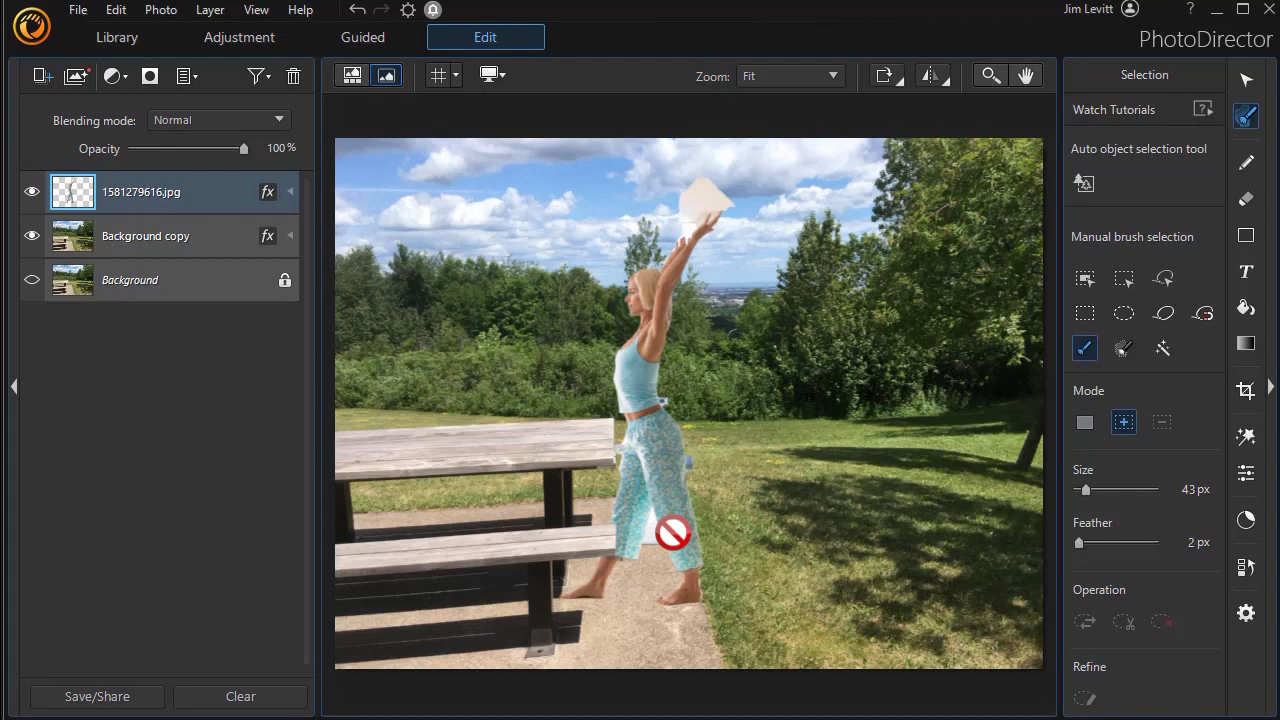 File Edit Photo Layer View Help
Jim Levitt ?
Library Adjustment Guided Edit
PhotoDirector
Zoom: Fit
Selection
Watch Tutorials
Blending mode: Normal
Opacity 100 %
1581279616.jpg fx
Background copy fx
Background
Auto object selection tool
Manual brush selection
T
Mode
Size
43 px
Feather
2 px
Operation
Refine
Save/Share Clear